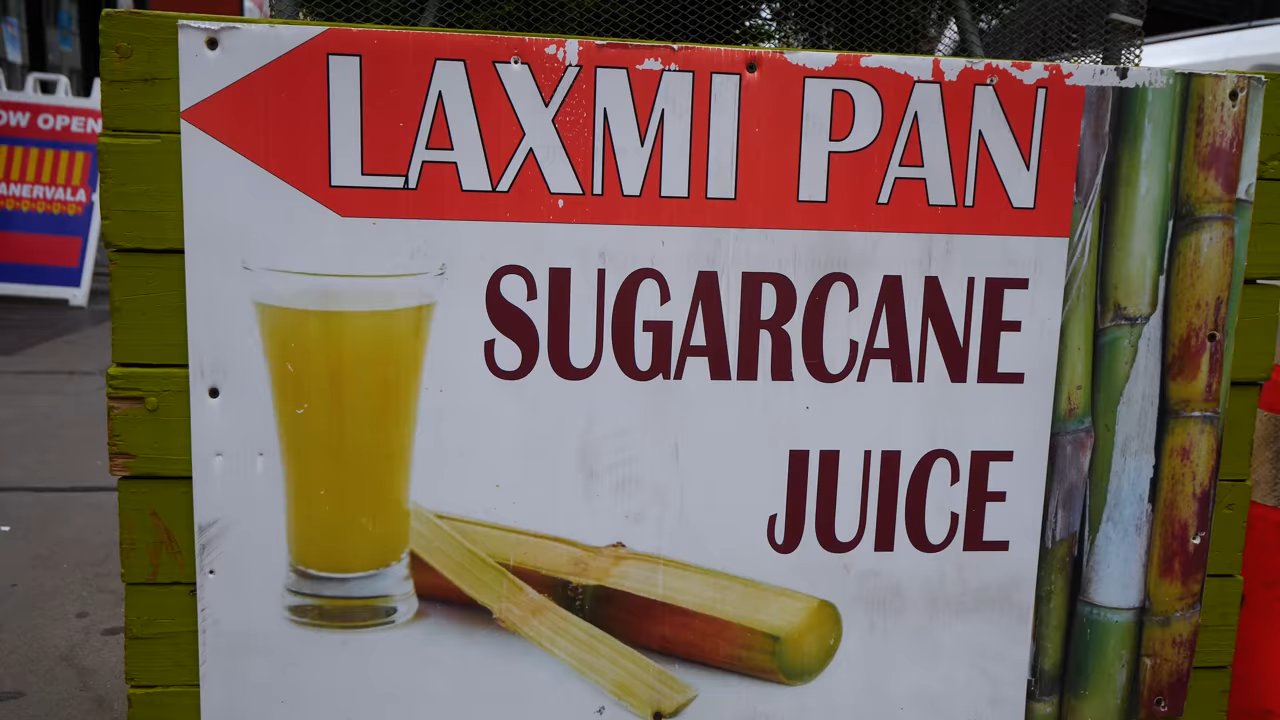 LAXMI PAN
SUGARCANE
JUICE
OW OPEN
ANERVALA